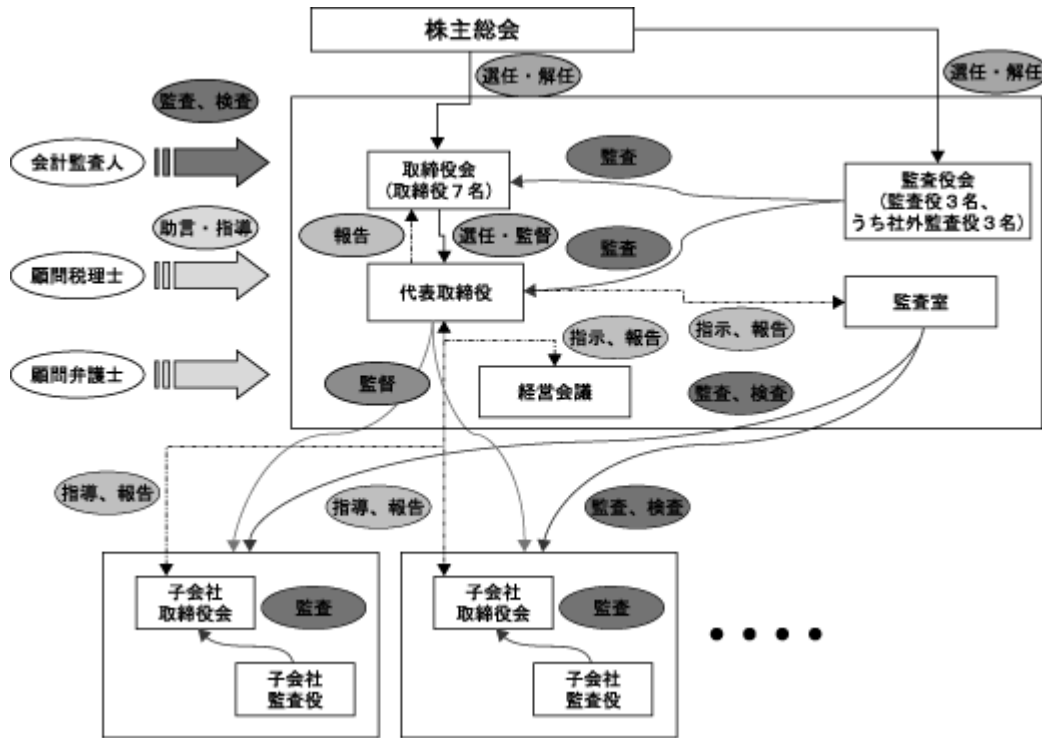 株主総会
選任・解任
選任・解任
監査、検査
会計監査人
取締役会
(取締役7名)
監査
監査役会
(監査役3名、
うち社外監査役3名)
助言・指導
報告
選任・監督
監査
顧問税理士
代表取締役
監査室
指示、報告
指示、報告
顧問弁護士
監督
経営会議
監査、検査
指導、報告
指導、報告
監査、検査
子会社
取締役会
監査
子会社
監査役
子会社
取締役会
監査
子会社
監査役